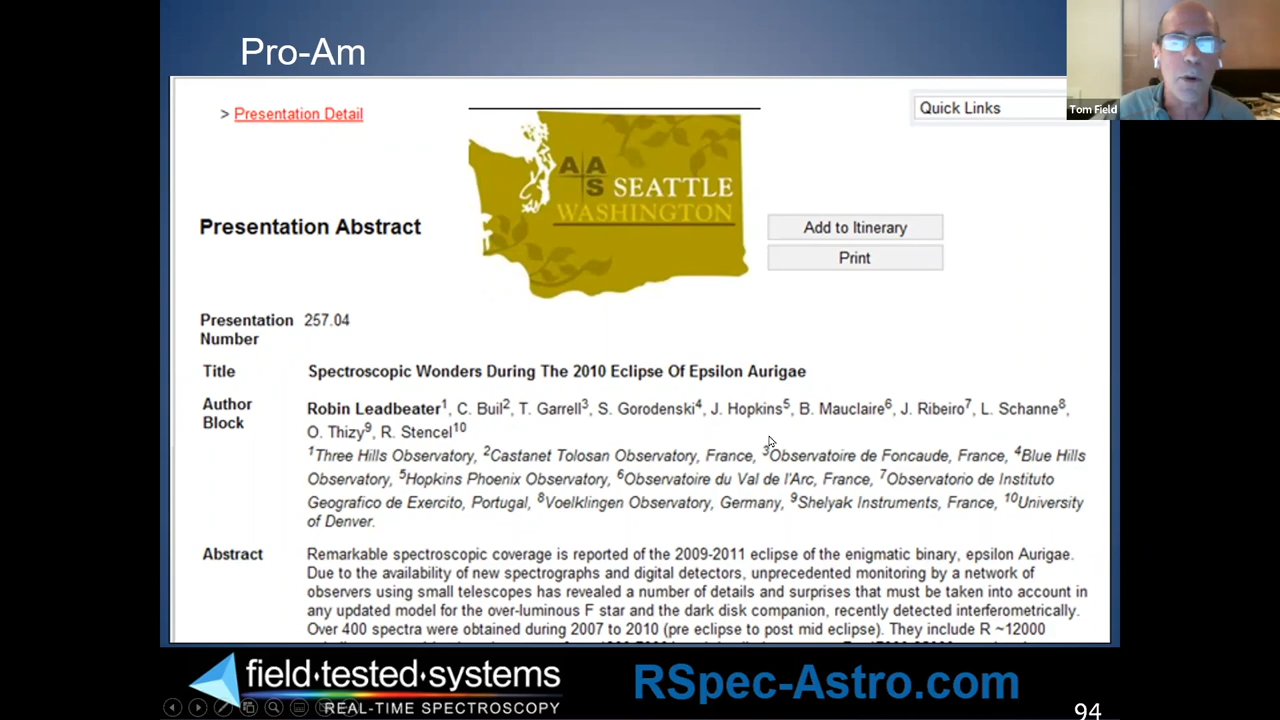 Pro-Am
Tom Field
> Presentation Detail
Quick Links
AAS SEATTLE
WASHINGTON
Presentation Abstract
Add to Itinerary
Print
Presentation Number 257.04
Title Spectroscopic Wonders During The 2010 Eclipse Of Epsilon Aurigae
Author Block Robin Leadbeater1, C. Buil2, T. Garrell3, S. Gorodenski4, J. Hopkins5, B. Mauclaire6, J. Ribeiro7, L. Schanne8,
O. Thizy9, R. Stencel10
1Three Hills Observatory, 2Castanet Tolosan Observatory, France, 3Observatoire de Foncaude, France, 4Blue Hills
Observatory, 5Hopkins Phoenix Observatory, 6Observatoire du Val de l'Arc, France, 7Observatorio de Instituto
Geografico de Exercito, Portugal, 8Voelklingen Observatory, Germany, 9Shelyak Instruments, France, 10University
of Denver.
Abstract Remarkable spectroscopic coverage is reported of the 2009-2011 eclipse of the enigmatic binary, epsilon Aurigae.
Due to the availability of new spectrographs and digital detectors, unprecedented monitoring by a network of
observers using small telescopes has revealed a number of details and surprises that must be taken into account in
any updated model for the over-luminous F star and the dark disk companion, recently detected interferometrically.
Over 400 spectra were obtained during 2007 to 2010 (pre eclipse to post mid eclipse). They include R ~12000
field·tested·systems
REAL-TIME SPECTROSCOPY
RSpec-Astro.com
94